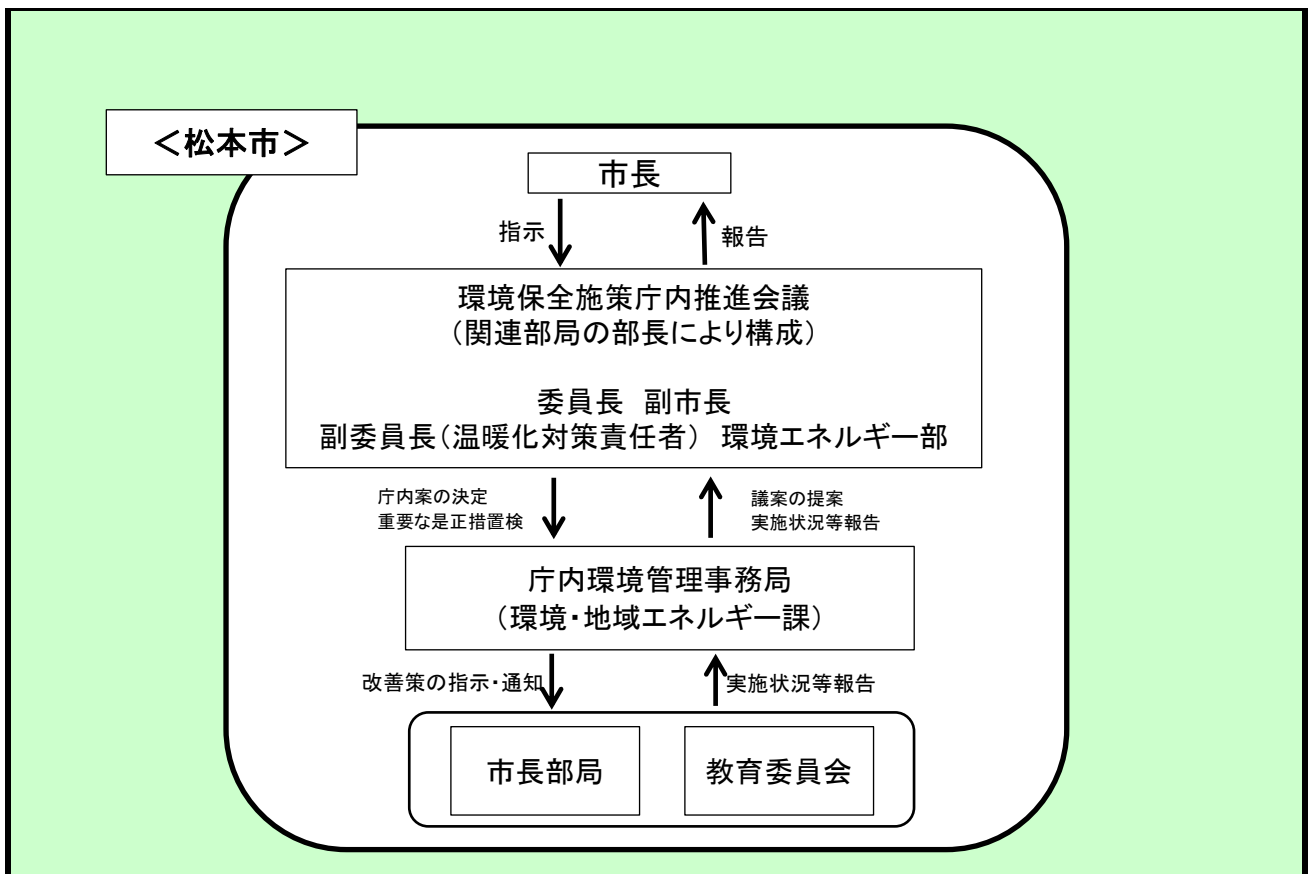 ＜松本市＞
市長
指示
報告
環境保全施策庁内推進会議
（関連部局の部長により構成）
委員長　副市長
副委員長（温暖化対策責任者）　環境エネルギー部
庁内案の決定
重要な是正措置検
議案の提案
実施状況等報告
庁内環境管理事務局
（環境・地域エネルギー課）
改善策の指示・通知
実施状況等報告
市長部局
教育委員会